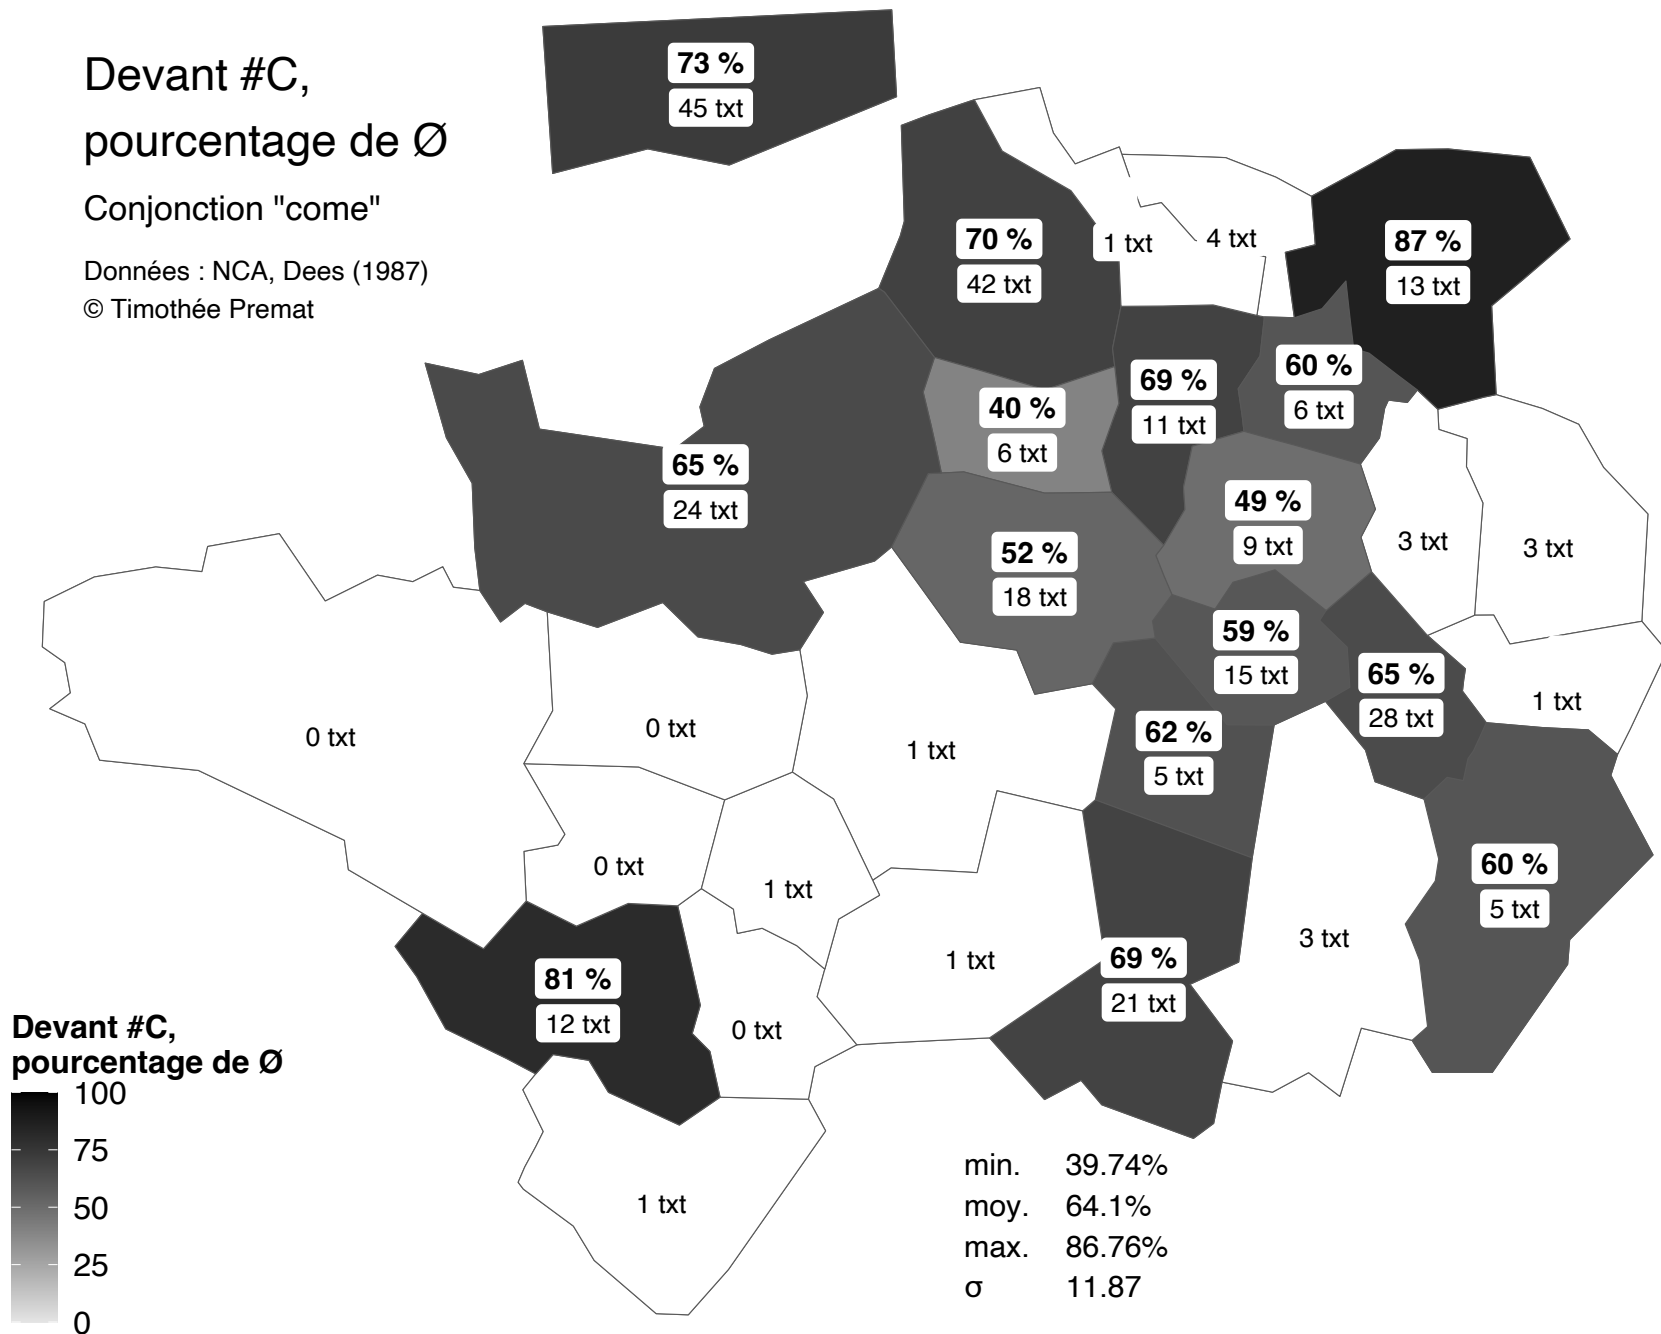 Devant #C,
pourcentage de Ø
Conjonction "come"
Données : NCA, Dees (1987)
© Timothée Premat
73 %
45 txt
70 %
42 txt
1 txt
4 txt
87 %
13 txt
60 %
6 txt
69 %
11 txt
40 %
6 txt
65 %
24 txt
49 %
9 txt
3 txt
3 txt
52 %
18 txt
59 %
15 txt
65 %
28 txt
1 txt
62 %
5 txt
0 txt
0 txt
1 txt
0 txt
1 txt
60 %
5 txt
3 txt
1 txt
69 %
21 txt
81 %
12 txt
0 txt
1 txt
Devant #C,
pourcentage de Ø
100
75
50
25
0
min. 39.74%
moy. 64.1%
max. 86.76%
σ 11.87